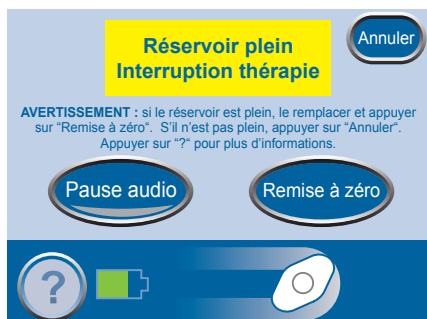 Réservoir plein
Interruption thérapie
Annuler
AVERTISSEMENT : si le réservoir est plein, le remplacer et appuyer
sur “Remise à zéro“. S’il n’est pas plein, appuyer sur “Annuler“.
Appuyer sur “?“ pour plus d’informations.
Pause audio
Remise à zéro
?